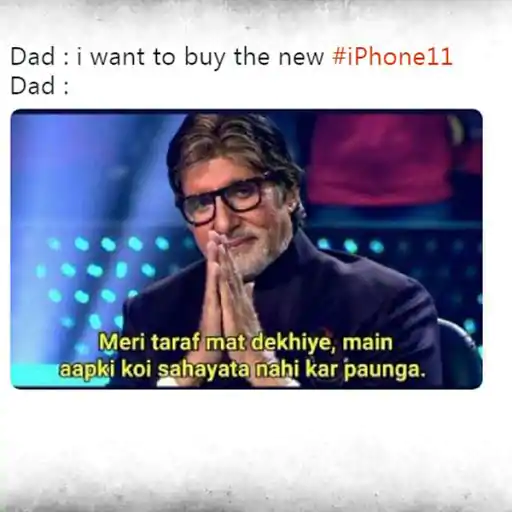 Dad : i want to buy the new #iPhone11
Dad :
Meri taraf mat dekhiye, main
aapki koi sahayata nahi kar paunga.